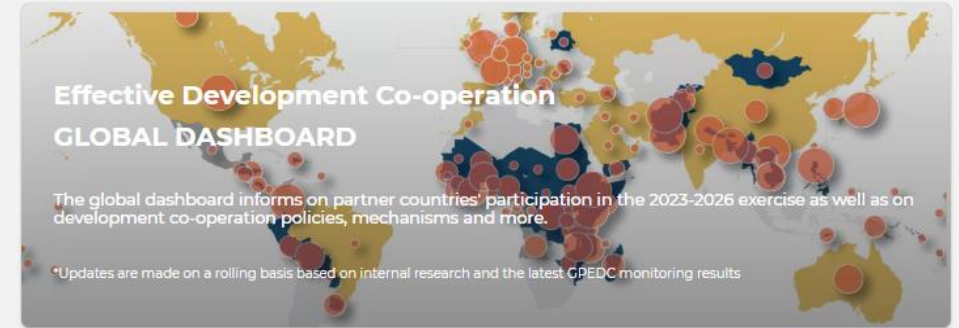 Effective Development Co-operation
GLOBAL DASHBOARD
The global dashboard informs on partner countries' participation in the 2023-2026 exercise as well as on
development co-operation policies, mechanisms and more.
*Updates are made on a rolling basis based on internal research and the latest GPEDC monitoring results